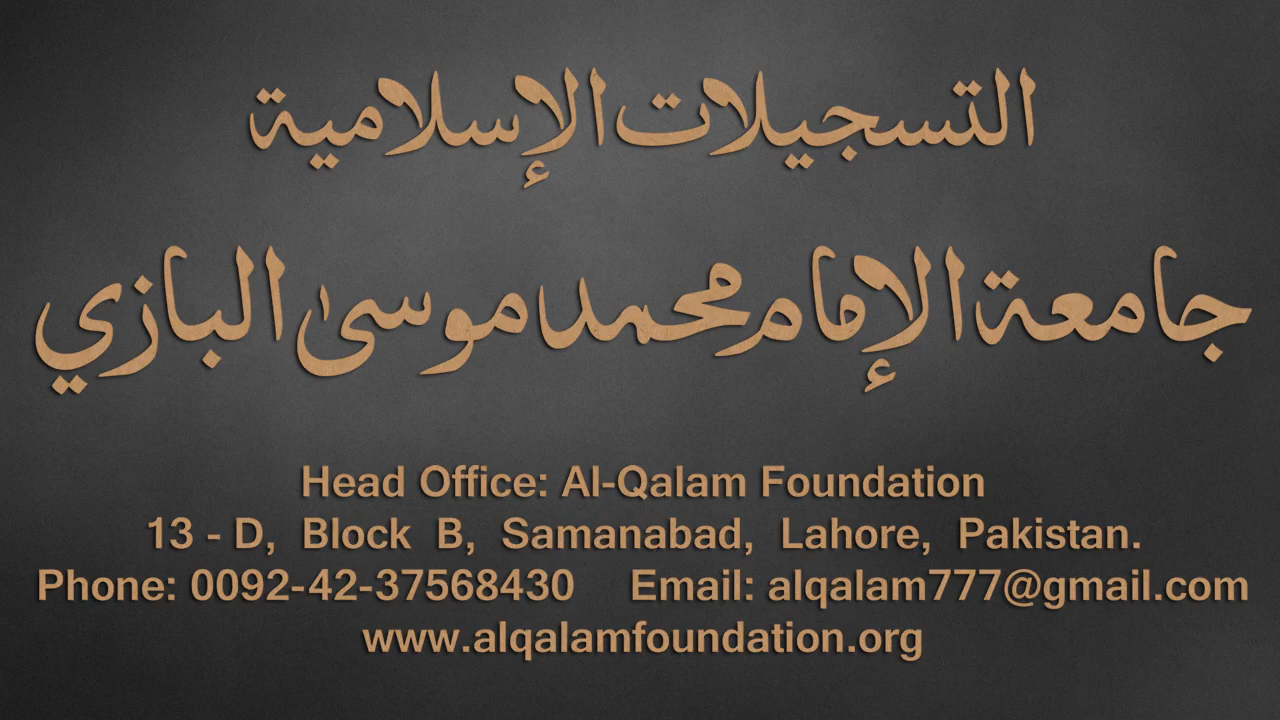 التسجيلات الإسلامية
جامعة الإمام محمد موسىٰ البازي
Head Office: Al-Qalam Foundation
13 - D, Block B, Samanabad, Lahore, Pakistan.
Phone: 0092-42-37568430 Email: alqalam777@gmail.com
www.alqalamfoundation.org